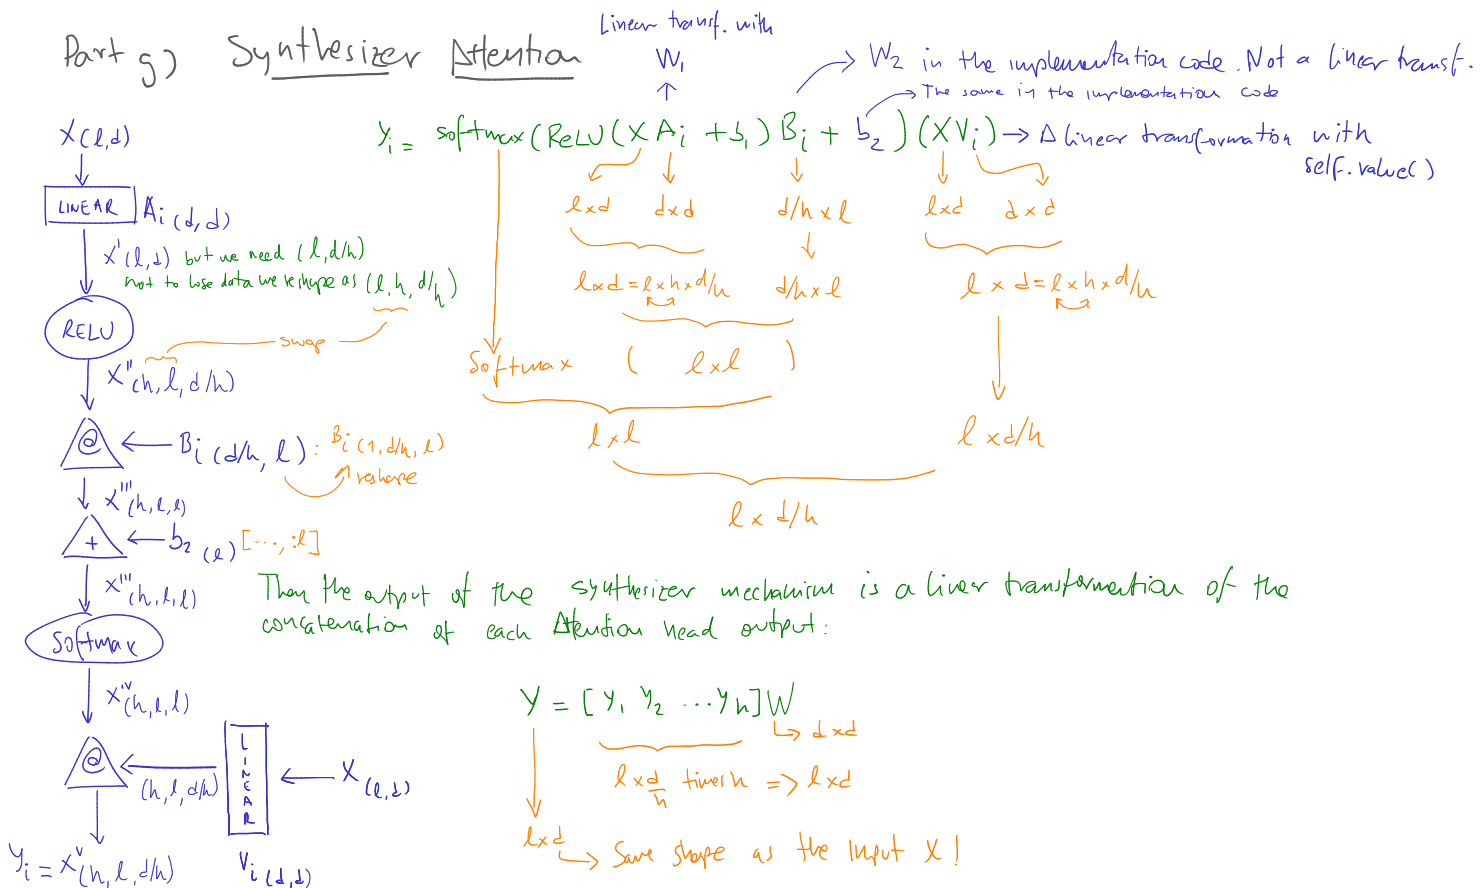 Part g) Synthesizer Attention
Linear transf. with
W₁
W₂ in the implementation code. Not a linear transf.
The same in the implementation code
Yᵢ = softmax(ReLU(XAᵢ + b₁)Bᵢ + b₂)(XVᵢ) → A linear transformation with
self.value()
X(l,d)
LINEAR Aᵢ(d,d)
X'(l,d) but we need (l,d/h)
not to lose data we reshape as (l,h,d/h)
RELU
swap
X''(h,l,d/h)
@ ← Bᵢ(d/h, l) : Bᵢ(1,d/h,l)
reshape
X'''(h,l,l)
+ ← b₂(l) [...,:l]
X'''(h,l,l)
softmax
X^IV(h,l,l)
@ (h,l,d/h) LINEAR ← X(l,d)
Yᵢ = X^V(h,l,d/h)
Vᵢ(d,d)
l×d d×d d/h×l l×d d×d
l×d = l×h×d/h d/h×l l×d = l×h×d/h
Softmax ( l×l )
l×l l×d/h
l×d/h
Then the output of the synthesizer mechanism is a liner transformation of the
concatenation of each Attention head output:
Y = [Y₁ Y₂ ... Yh]W
↳ d×d
l×d/h times h => l×d
l×d
↳ Same shape as the input X!